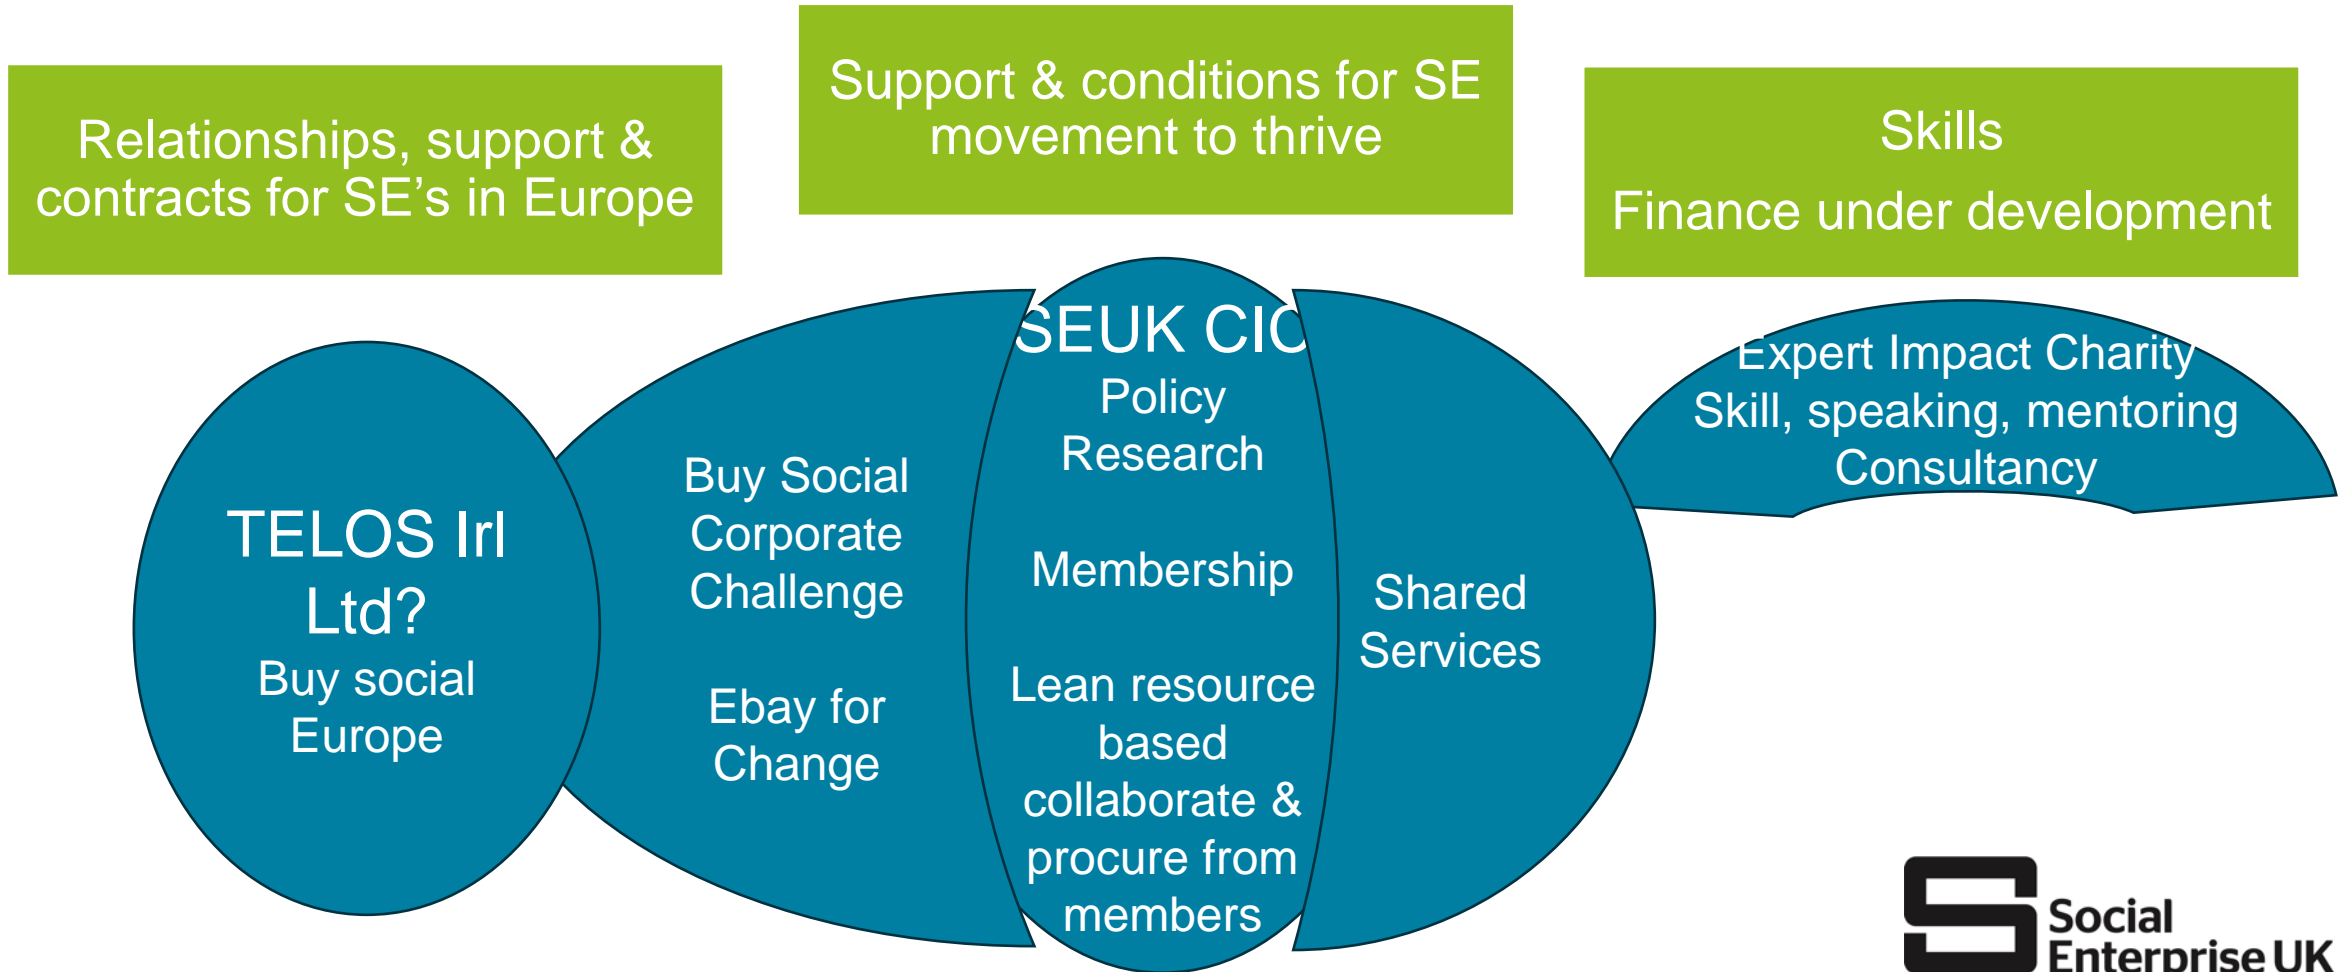 Relationships, support &
contracts for SE’s in Europe
Support & conditions for SE
movement to thrive
Skills
Finance under development
TELOS Irl
Ltd?
Buy social
Europe
Buy Social
Corporate
Challenge
Ebay for
Change
SEUK CIC
Policy
Research
Membership
Lean resource
based
collaborate &
procure from
members
Shared
Services
Expert Impact Charity
Skill, speaking, mentoring
Consultancy
Social
Enterprise UK